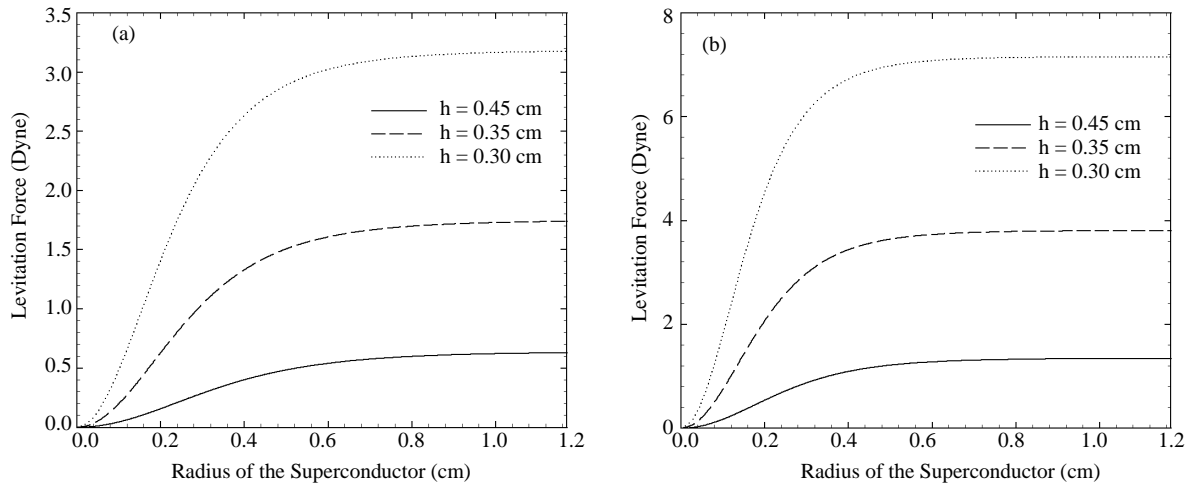 (a)
3.5
3.0
2.5
2.0
1.5
1.0
0.5
0.0
Levitation Force (Dyne)
h = 0.45 cm
h = 0.35 cm
h = 0.30 cm
0.0 0.2 0.4 0.6 0.8 1.0 1.2
Radius of the Superconductor (cm)
(b)
8
6
4
2
0
Levitation Force (Dyne)
h = 0.45 cm
h = 0.35 cm
h = 0.30 cm
0.0 0.2 0.4 0.6 0.8 1.0 1.2
Radius of the Superconductor (cm)